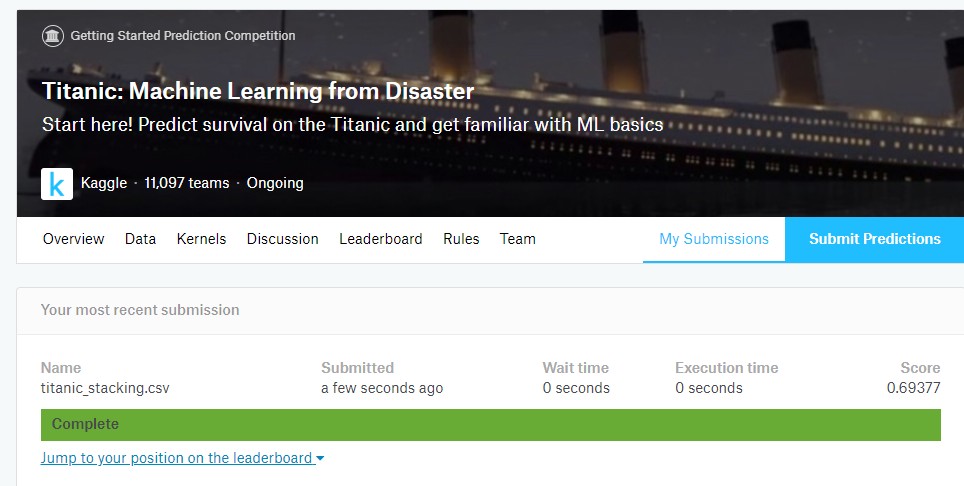 Getting Started Prediction Competition
Titanic: Machine Learning from Disaster
Start here! Predict survival on the Titanic and get familiar with ML basics
k Kaggle · 11,097 teams · Ongoing
Overview Data Kernels Discussion Leaderboard Rules Team My Submissions Submit Predictions
Your most recent submission
Name Submitted Wait time Execution time Score
titanic_stacking.csv a few seconds ago 0 seconds 0 seconds 0.69377
Complete
Jump to your position on the leaderboard